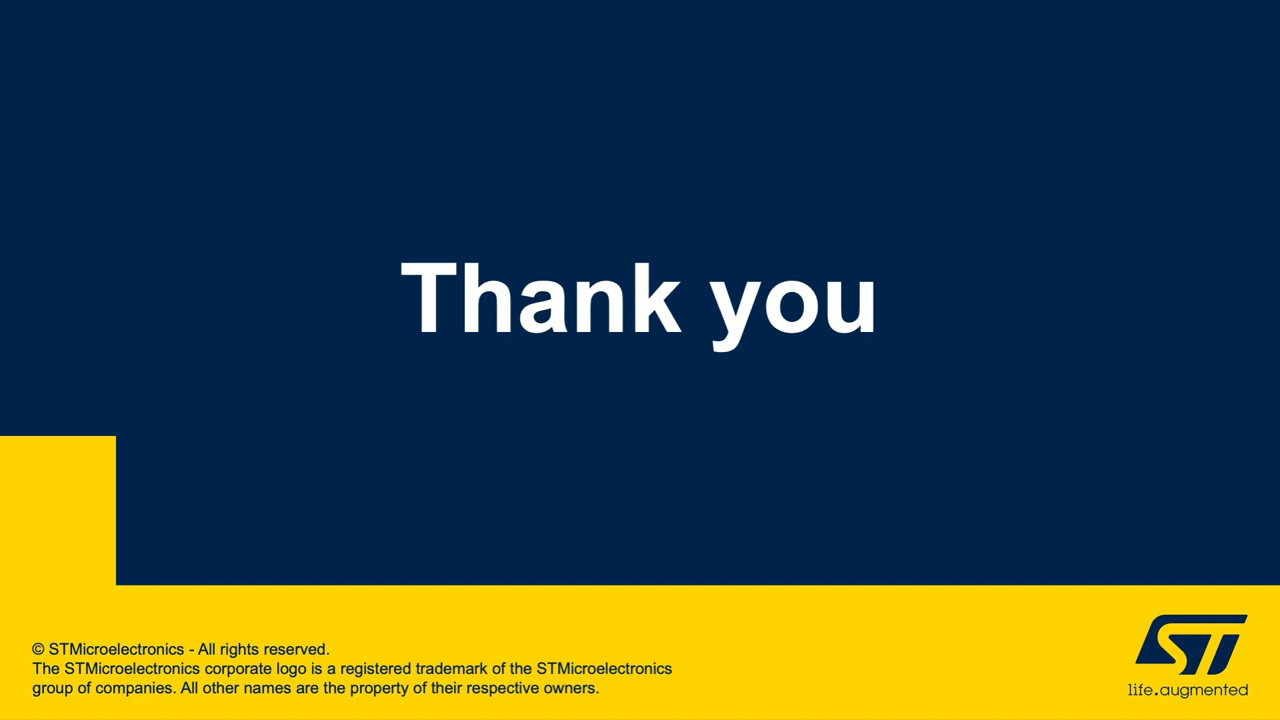 Thank you
© STMicroelectronics - All rights reserved.
The STMicroelectronics corporate logo is a registered trademark of the STMicroelectronics
group of companies. All other names are the property of their respective owners.
ST
life.augmented